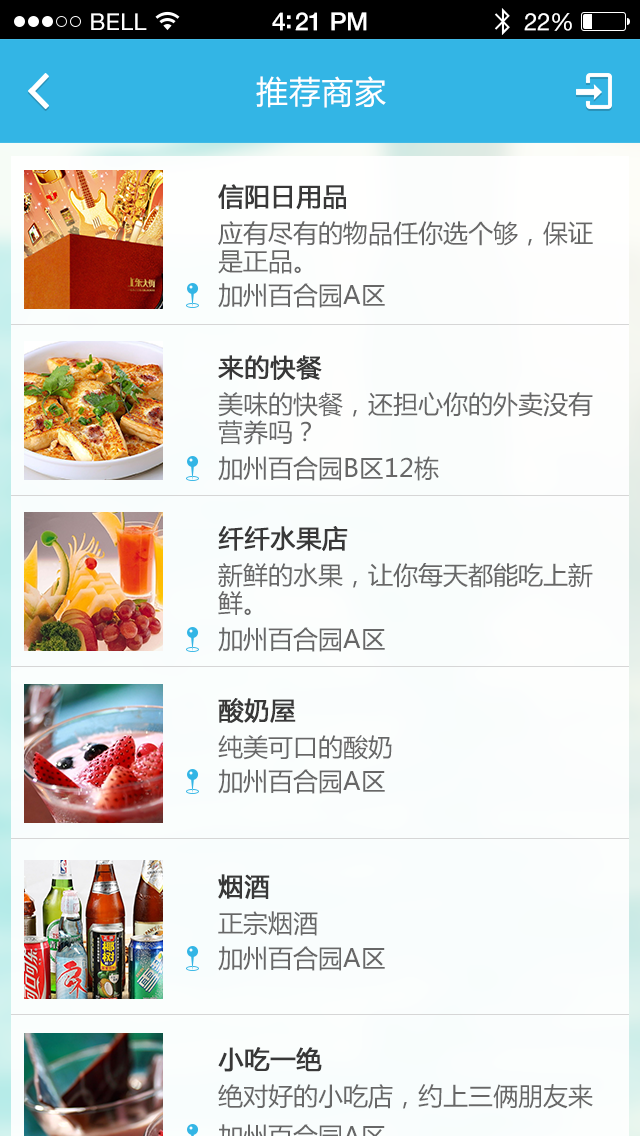 BELL 4:21 PM 22%
推荐商家
信阳日用品
应有尽有的物品任你选个够，保证
是正品。
加州百合园A区
来的快餐
美味的快餐，还担心你的外卖没有
营养吗？
加州百合园B区12栋
纤纤水果店
新鲜的水果，让你每天都能吃上新
鲜。
加州百合园A区
酸奶屋
纯美可口的酸奶
加州百合园A区
烟酒
正宗烟酒
加州百合园A区
小吃一绝
绝对好的小吃店，约上三俩朋友来
加州百合园A区